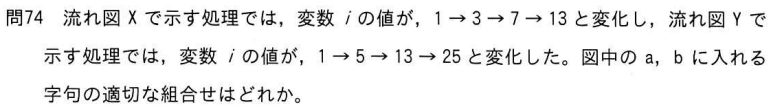 問74 流れ図 X で示す処理では，変数 i の値が，1 → 3 → 7 → 13 と変化し，流れ図 Y で
示す処理では，変数 i の値が，1 → 5 → 13 → 25 と変化した。図中の a，b に入れる
字句の適切な組合せはどれか。